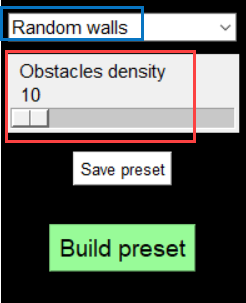 Random walls
Obstacles density
10
Save preset
Build preset